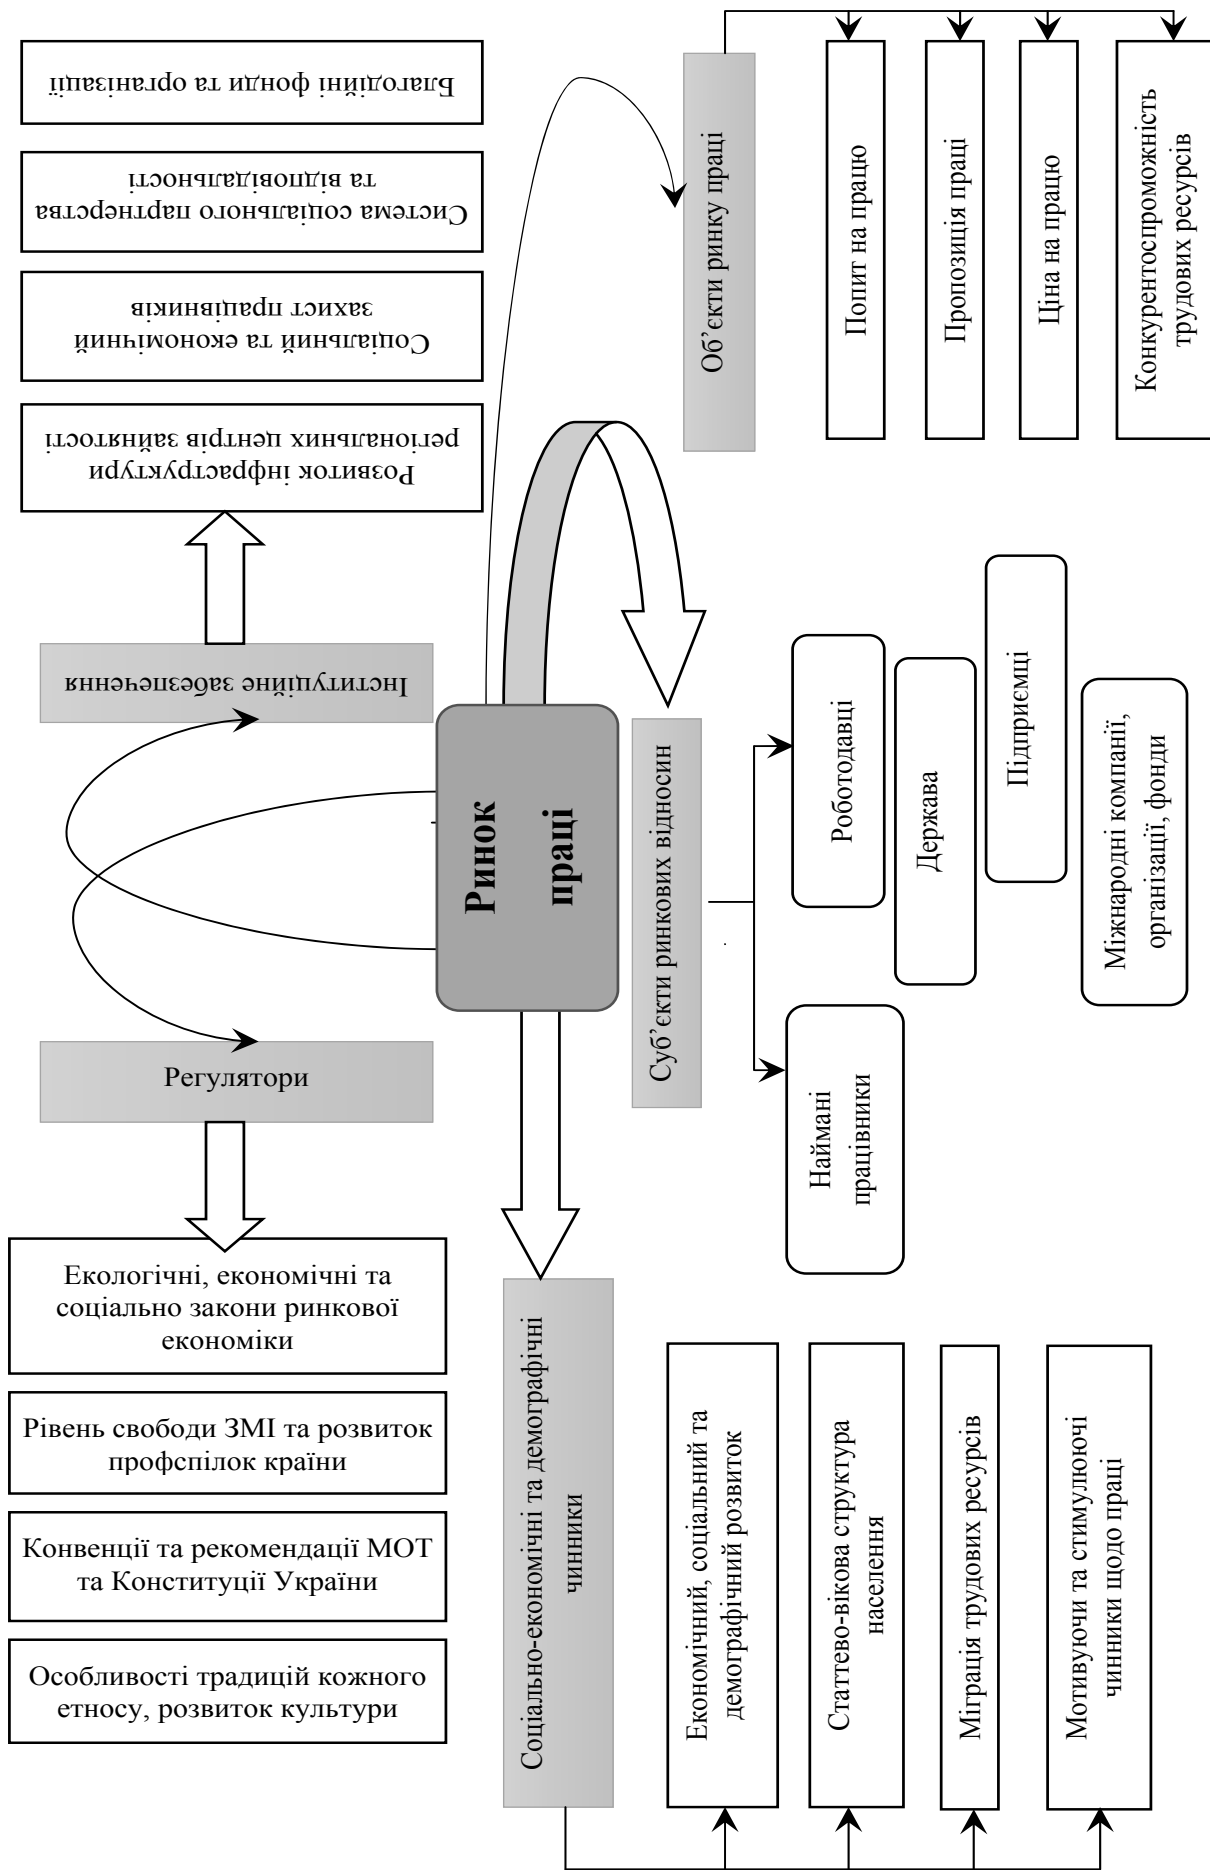 Благодійні фонди та організації
Система соціального партнерства
та відповідальності
Соціальний та економічний
захист працівників
Розвиток інфраструктури
регіональних центрів зайнятості
Інституційне забезпечення
Регулятори
Екологічні, економічні та
соціально закони ринкової
економіки
Рівень свободи ЗМІ та розвиток
профспілок країни
Конвенції та рекомендації МОТ
та Конституції України
Особливості традицій кожного
етносу, розвиток культури
Ринок
праці
Соціально-економічні та демографічні
чинники
Економічний, соціальний та
демографічний розвиток
Статтево-вікова структура
населення
Міграція трудових ресурсів
Мотивуючи та стимулюючі
чинники щодо праці
Суб’єкти ринкових відносин
Наймані
працівники
Роботодавці
Держава
Підприємці
Міжнародні компанії,
організації, фонди
Об’єкти ринку праці
Попит на працю
Пропозиція праці
Ціна на працю
Конкурентоспроможність
трудових ресурсів